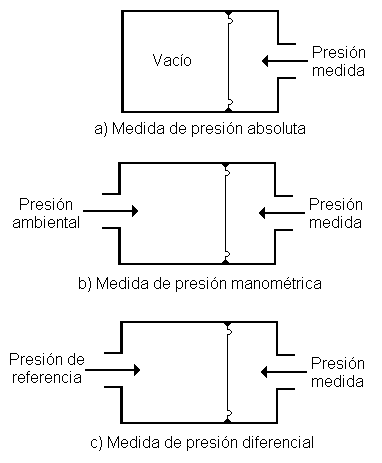 Vacío
Presión
medida
a) Medida de presión absoluta
Presión
ambiental
Presión
medida
b) Medida de presión manométrica
Presión de
referencia
Presión
medida
c) Medida de presión diferencial